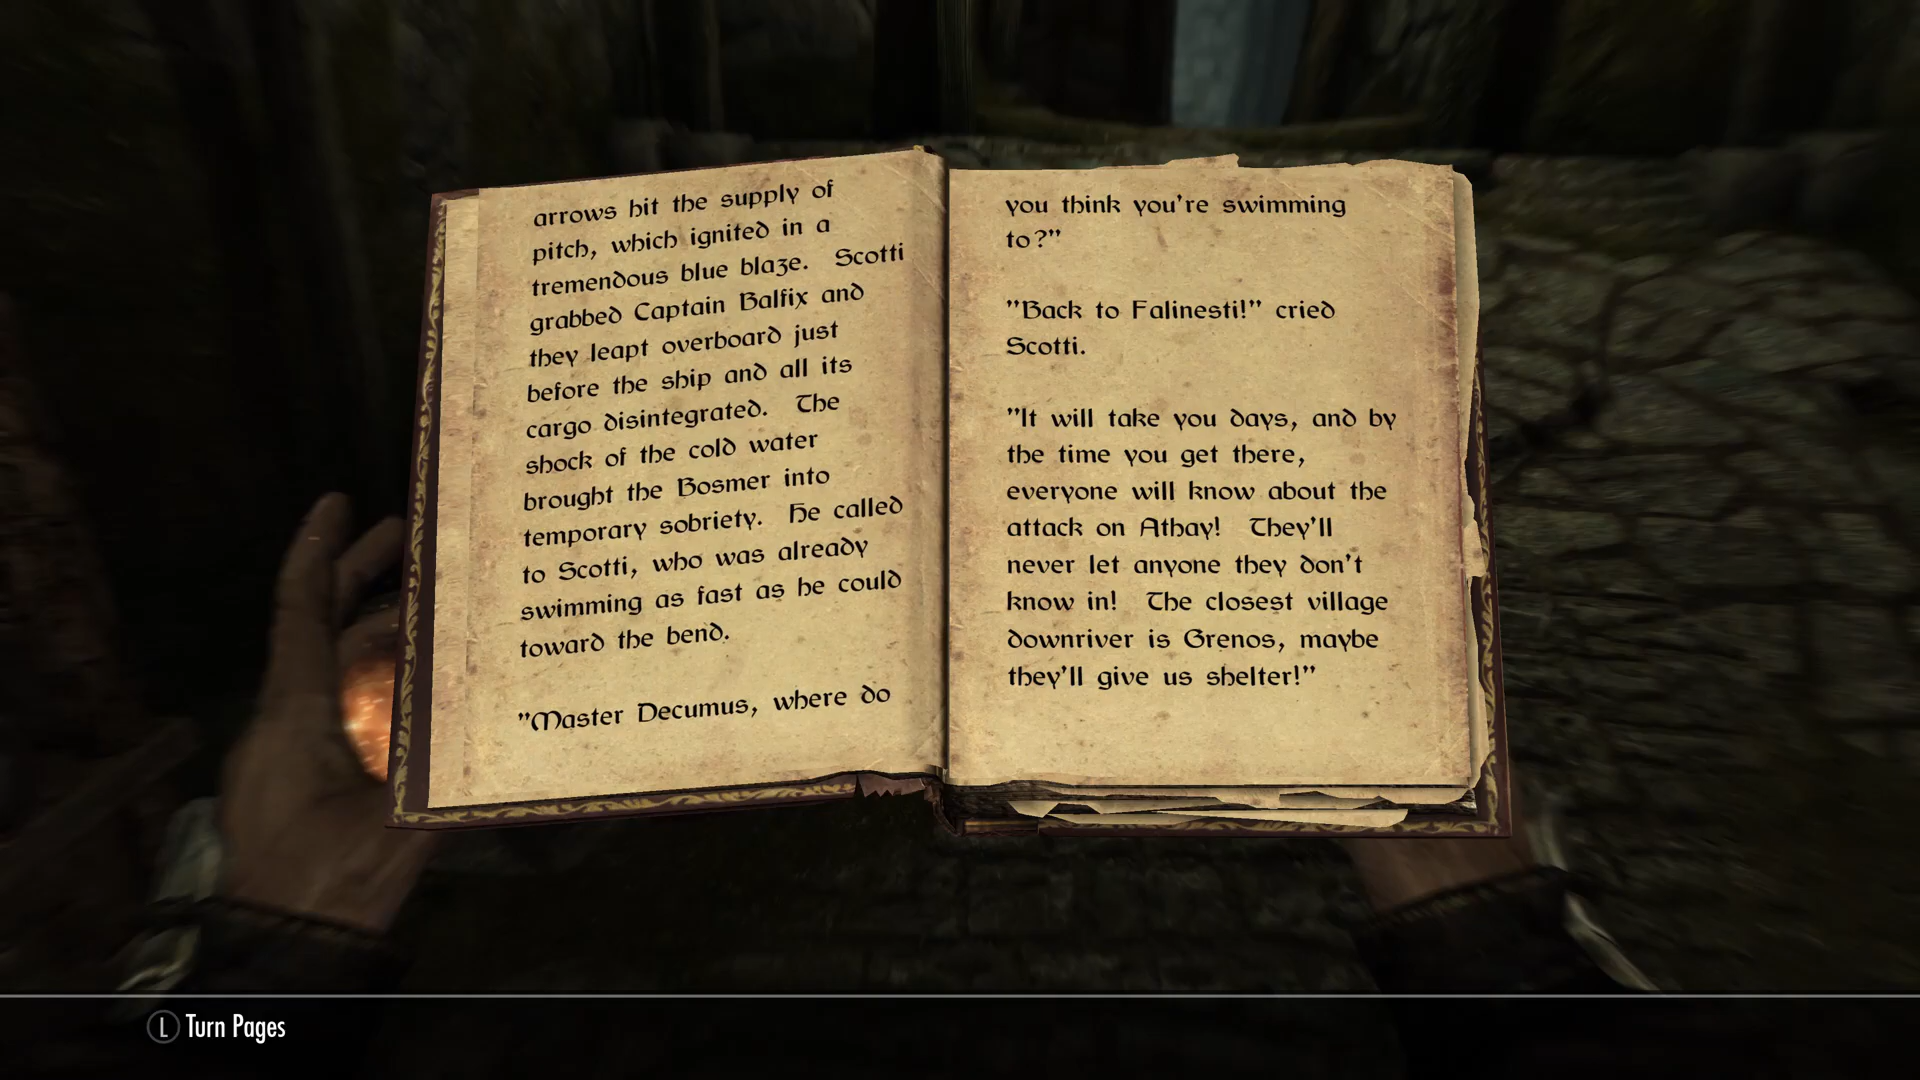 arrows hit the supply of
pitch, which ignited in a
tremendous blue blaze.  Scotti
grabbed Captain Balfix and
they leapt overboard just
before the ship and all its
cargo disintegrated.  The
shock of the cold water
brought the Bosmer into
temporary sobriety.  He called
to Scotti, who was already
swimming as fast as he could
toward the bend.
"Master Decumus, where do
you think you're swimming
to?"
"Back to Falinesti!" cried
Scotti.
"It will take you days, and by
the time you get there,
everyone will know about the
attack on Athay!  They'll
never let anyone they don't
know in!  The closest village
downriver is Grenos, maybe
they'll give us shelter!"
L Turn Pages